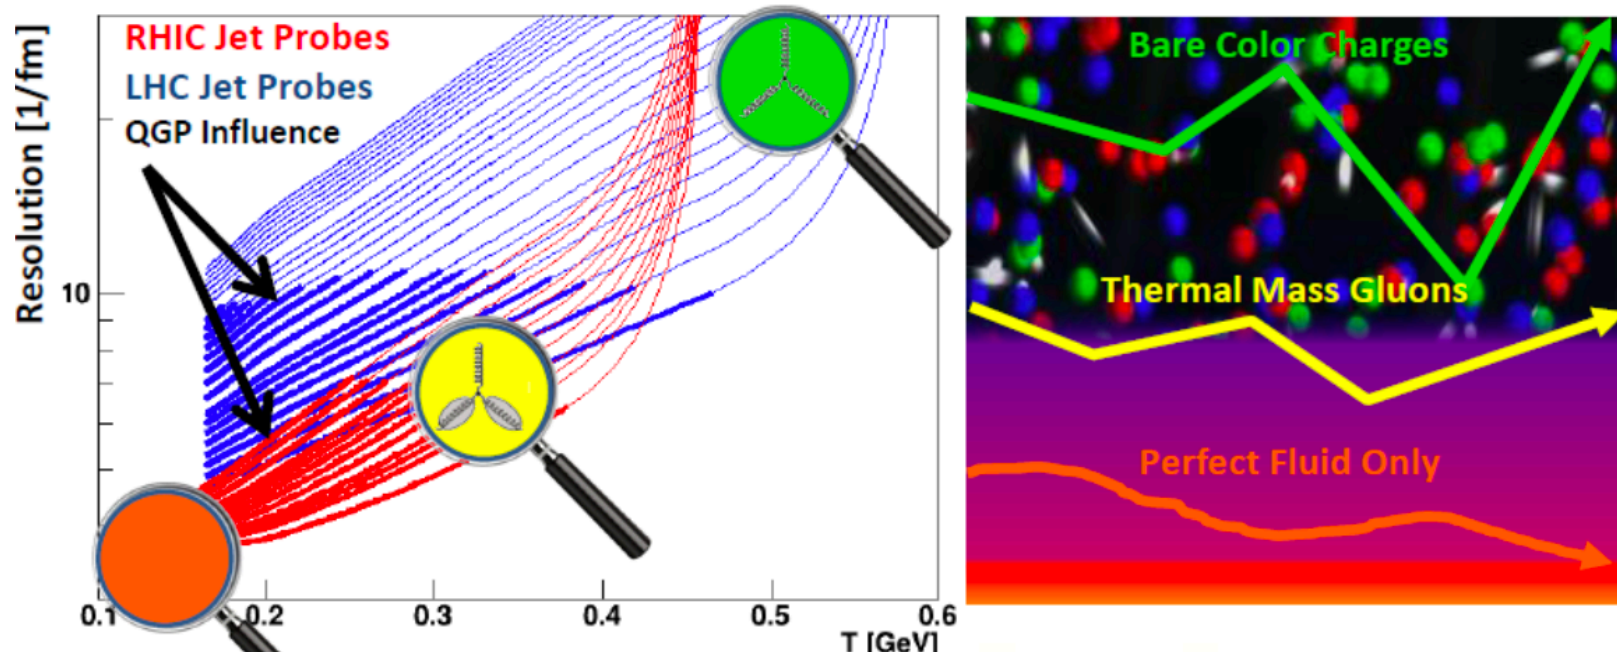 RHIC Jet Probes
LHC Jet Probes
QGP Influence
Resolution [1/fm]
10
0.1
0.2
0.3
0.4
0.5
0.6
T [GeV]
Bare Color Charges
Thermal Mass Gluons
Perfect Fluid Only